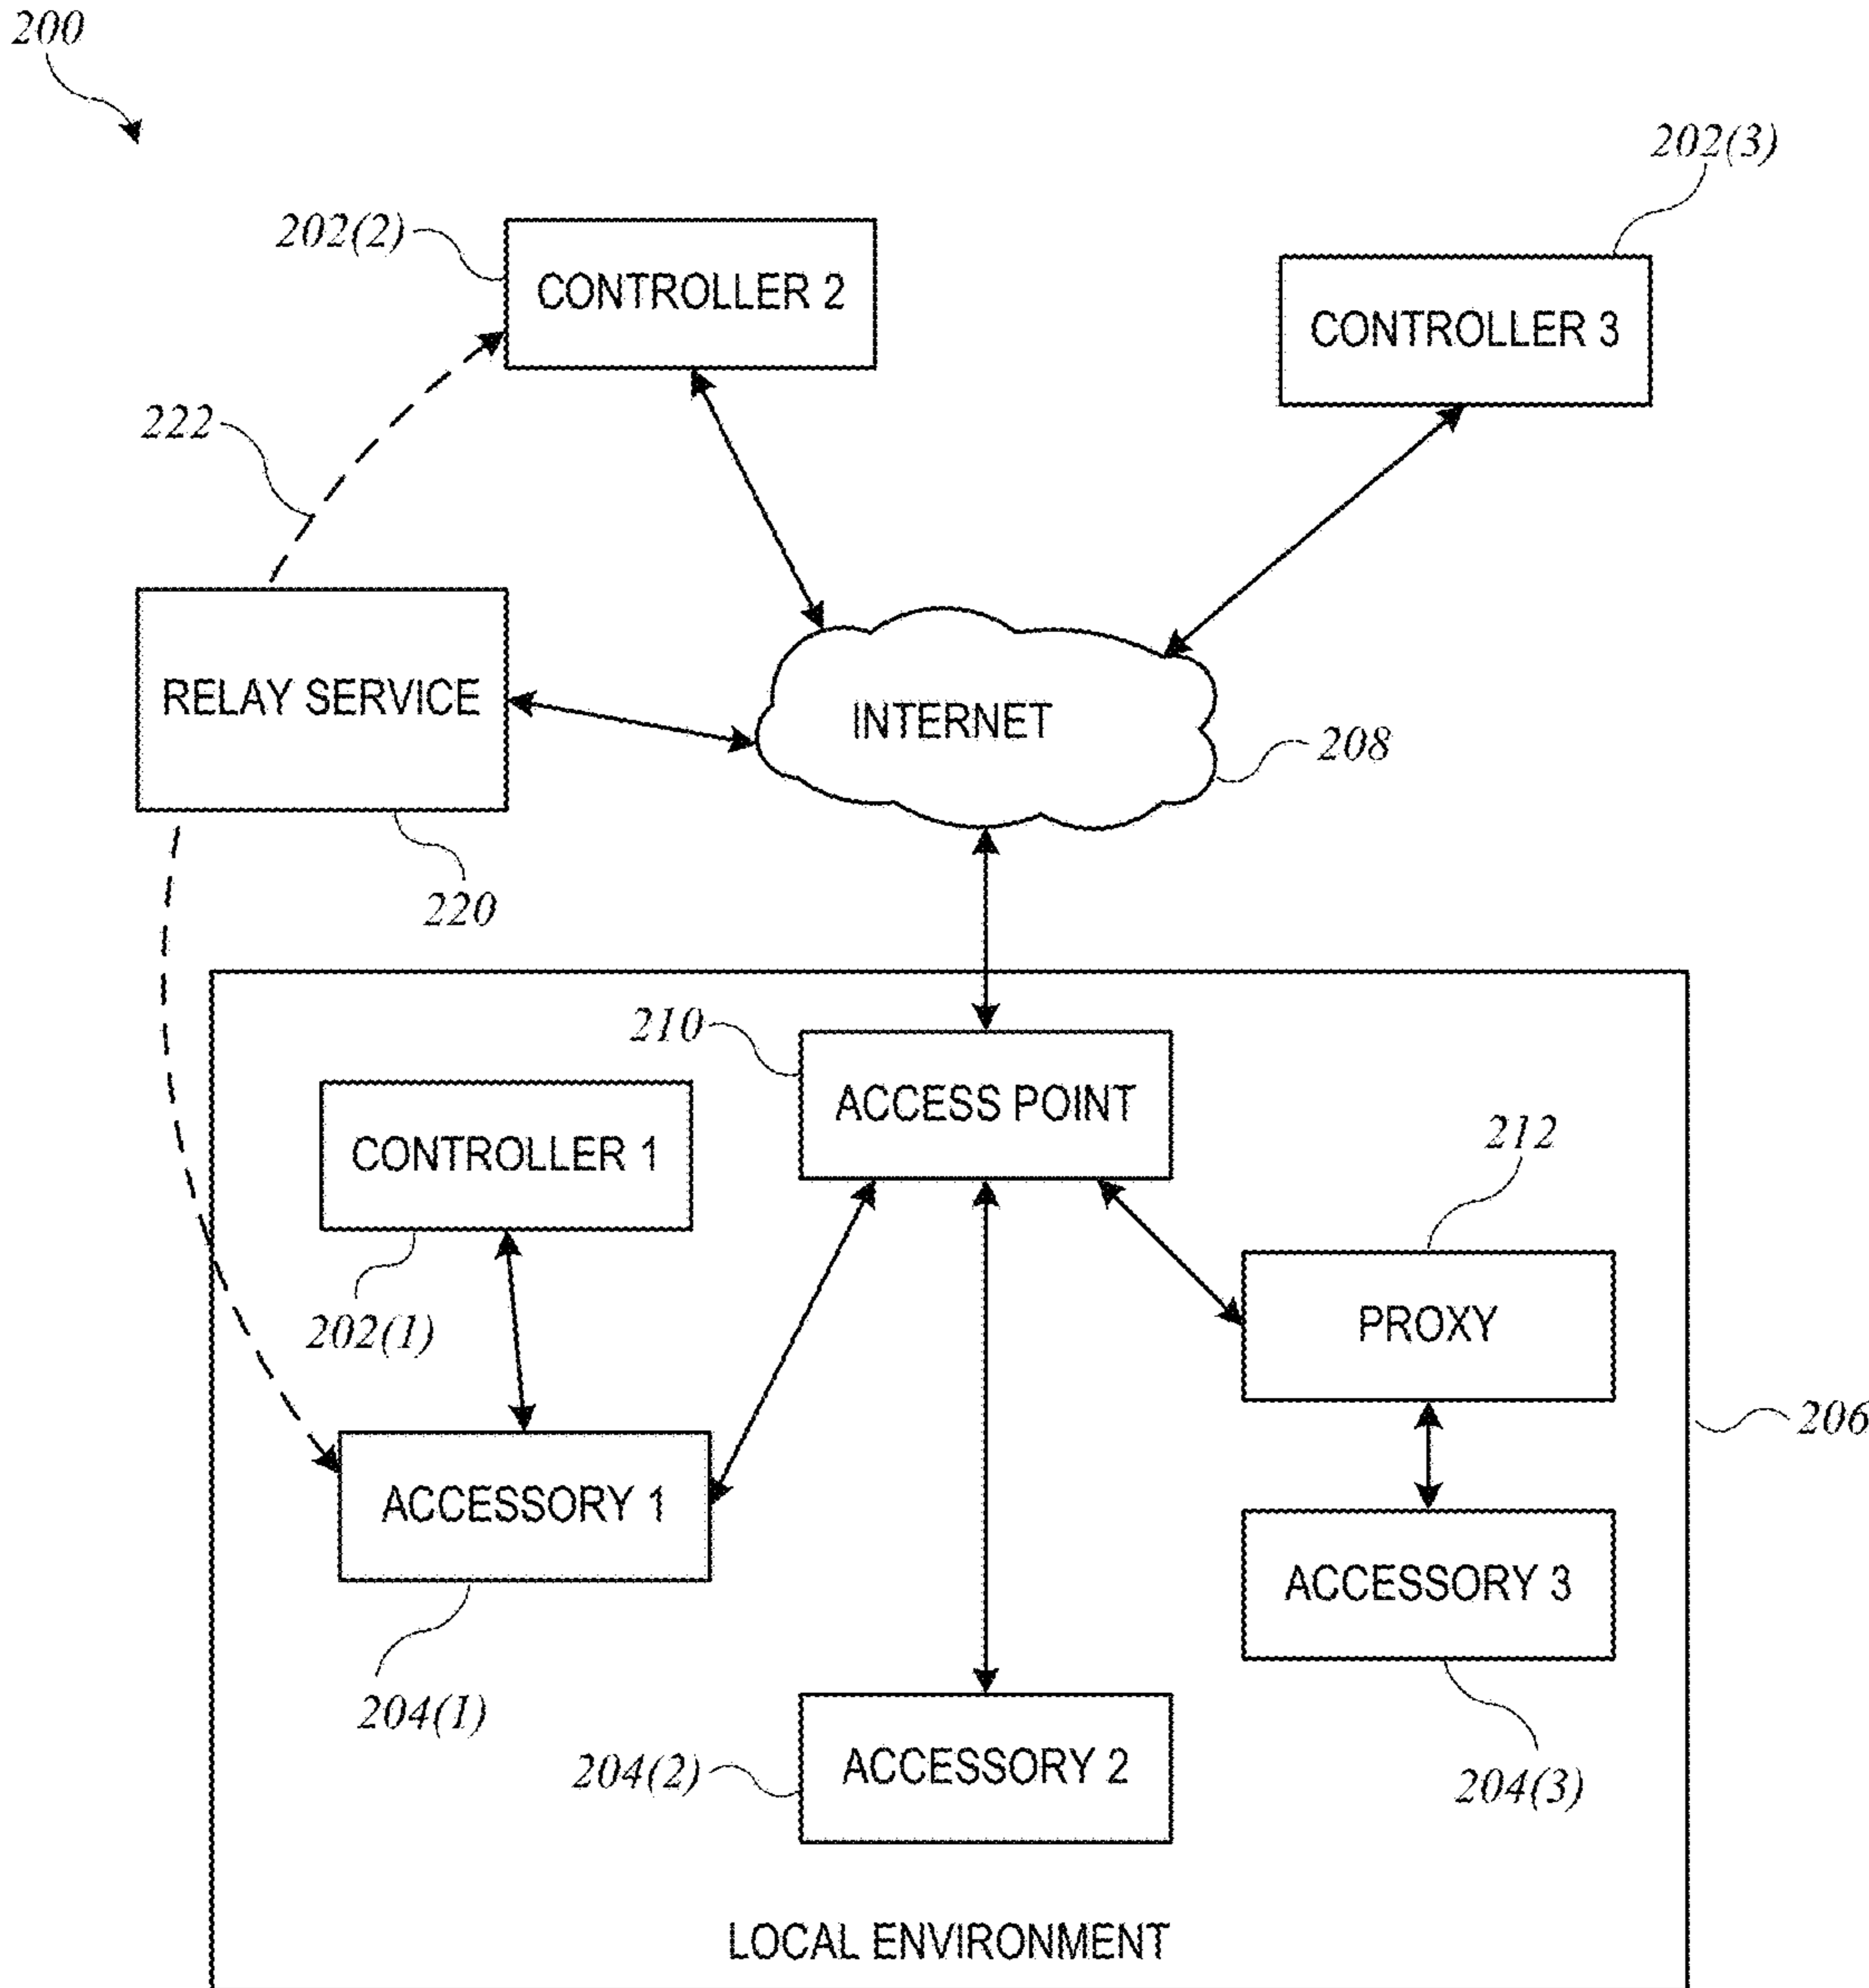 200
202(3)
202(2)
CONTROLLER 2
CONTROLLER 3
222
RELAY SERVICE
INTERNET
208
220
210
ACCESS POINT
CONTROLLER 1
212
202(1)
PROXY
206
ACCESSORY 1
ACCESSORY 3
204(1)
204(2)
ACCESSORY 2
204(3)
LOCAL ENVIRONMENT